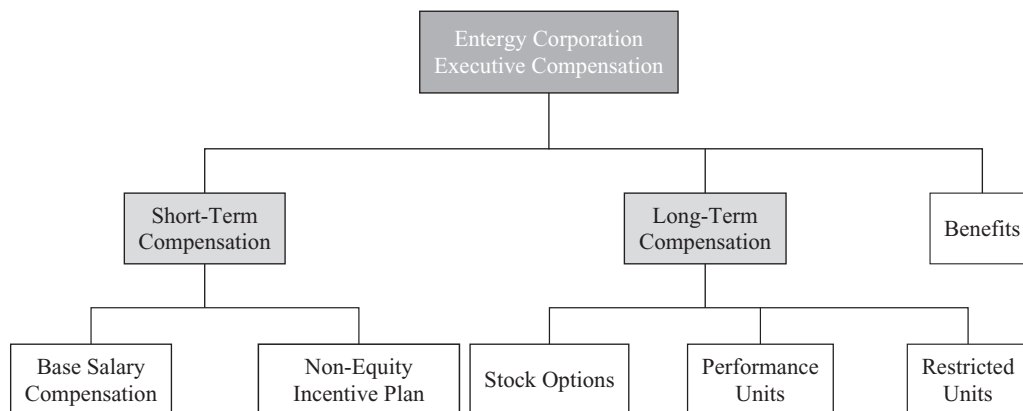 Entergy Corporation
Executive Compensation
Short-Term
Compensation
Long-Term
Compensation
Benefits
Base Salary
Compensation
Non-Equity
Incentive Plan
Stock Options
Performance
Units
Restricted
Units